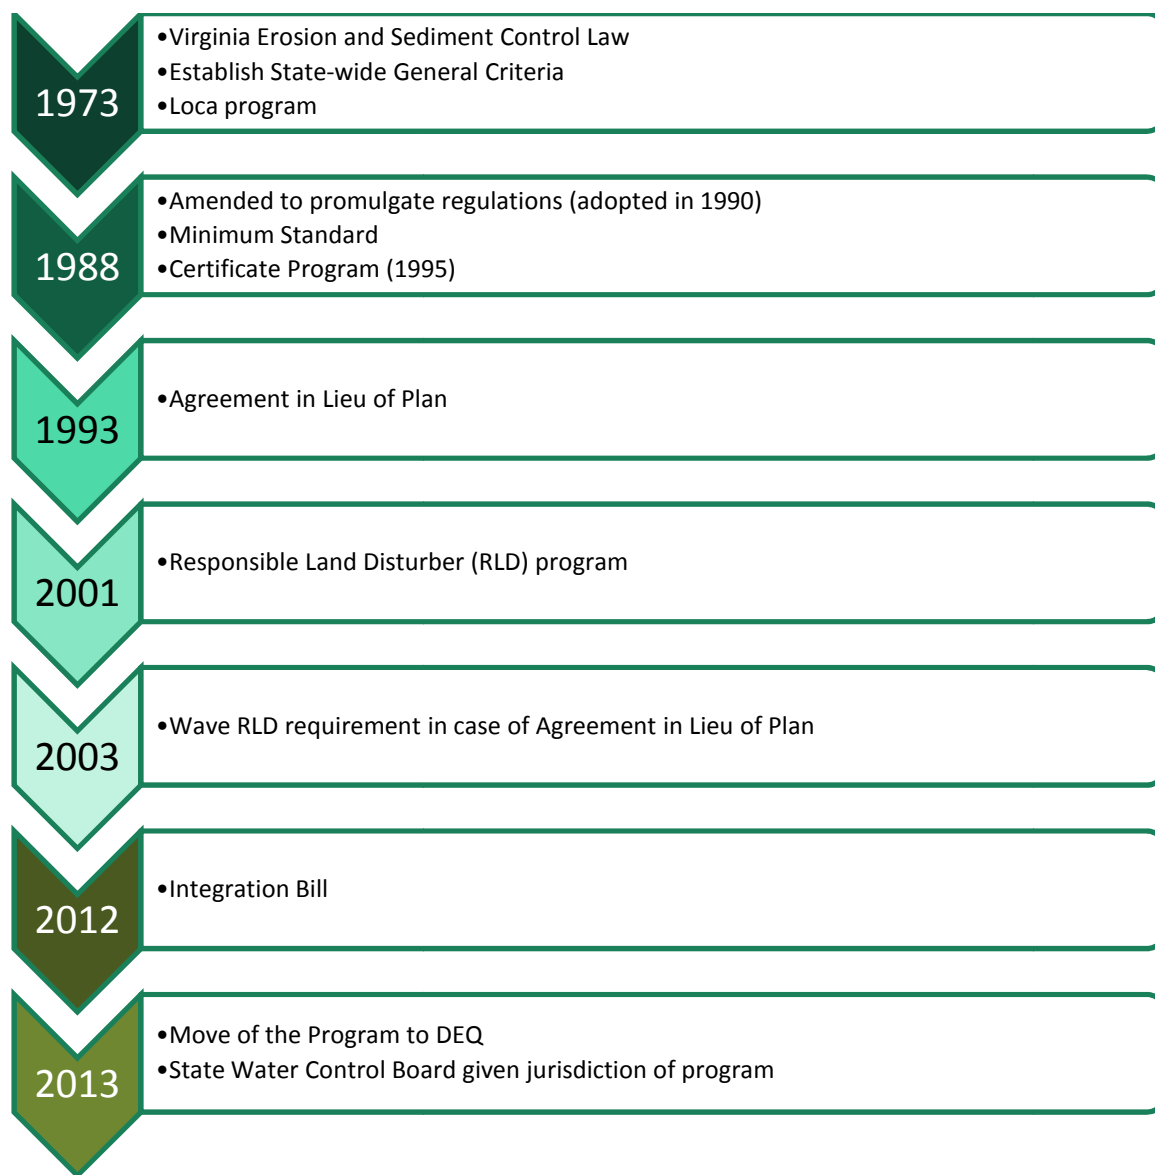 1973
•Virginia Erosion and Sediment Control Law
•Establish State-wide General Criteria
•Loca program
1988
•Amended to promulgate regulations (adopted in 1990)
•Minimum Standard
•Certificate Program (1995)
1993
•Agreement in Lieu of Plan
2001
•Responsible Land Disturber (RLD) program
2003
•Wave RLD requirement in case of Agreement in Lieu of Plan
2012
•Integration Bill
2013
•Move of the Program to DEQ
•State Water Control Board given jurisdiction of program